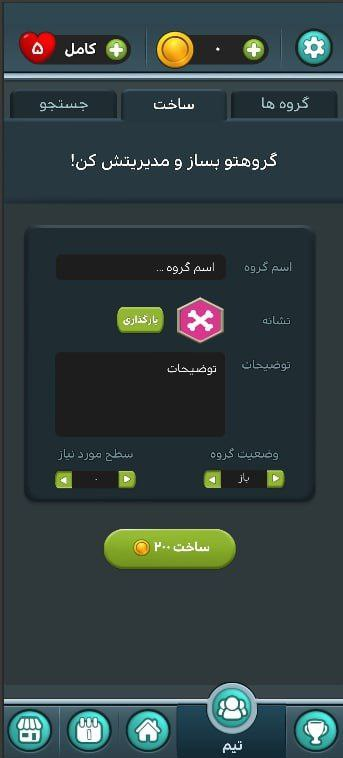 ۵ کامل ۰
گروه ها ساخت جستجو
گروهتو بساز و مدیریتش کن!
اسم گروه اسم گروه ...
نشانه بارگذاری
توضیحات توضیحات
وضعیت گروه سطح مورد نیاز
باز ۰
ساخت ۲۰۰
تیم